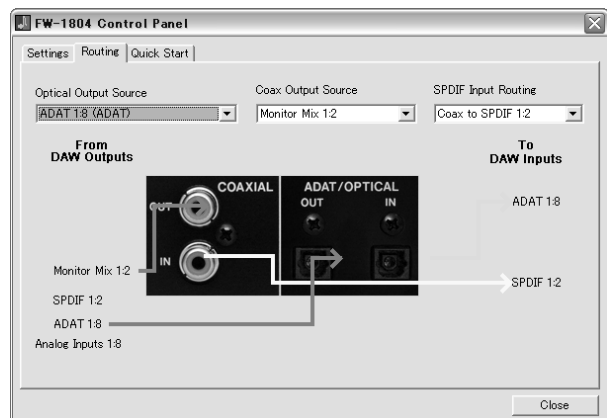 FW-1804 Control Panel
Settings Routing Quick Start
Optical Output Source Coax Output Source SPDIF Input Routing
ADAT 1:8 (ADAT) Monitor Mix 1:2 Coax to SPDIF 1:2
From
DAW Outputs
To
DAW Inputs
COAXIAL ADAT/OPTICAL
OUT OUT IN
ADAT 1:8
IN
Monitor Mix 1:2
SPDIF 1:2
SPDIF 1:2
ADAT 1:8
Analog Inputs 1:8
Close